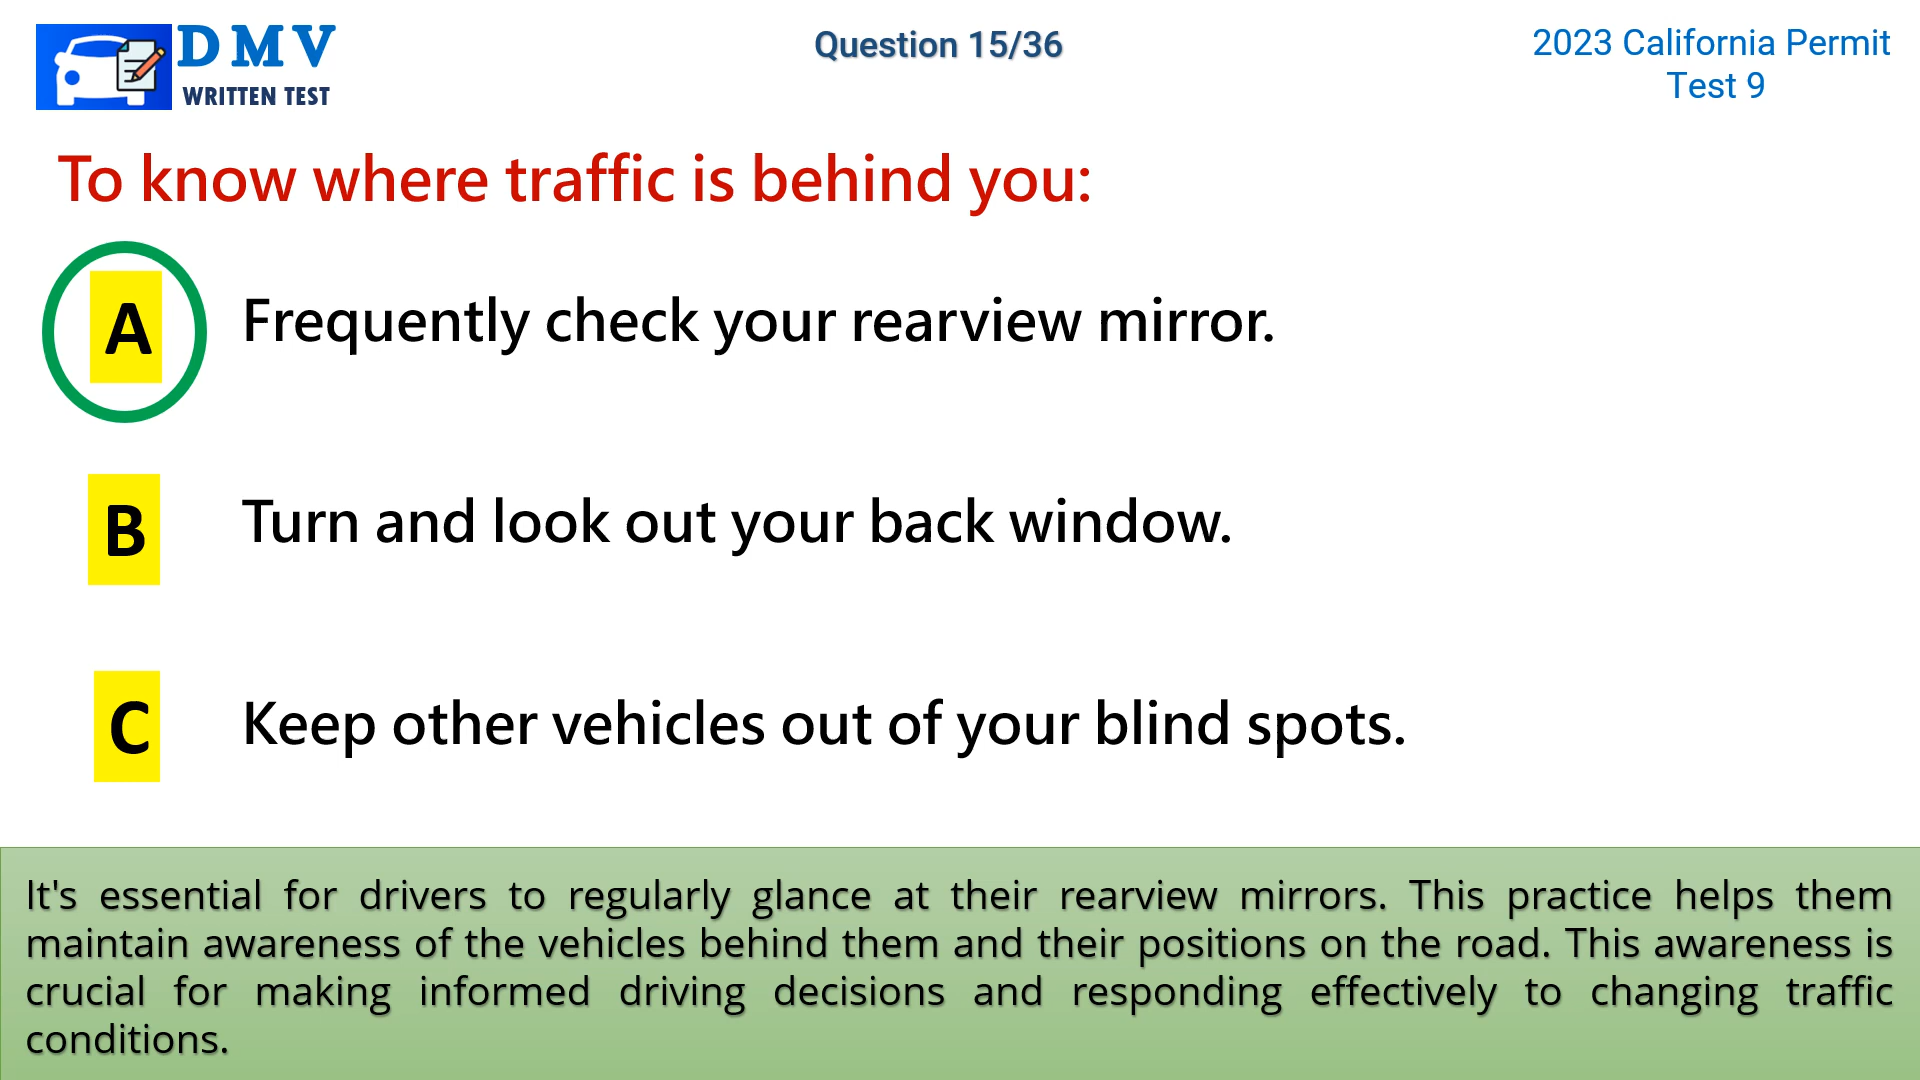 DMV
WRITTEN TEST
Question 15/36
2023 California Permit
Test 9
To know where traffic is behind you:
A Frequently check your rearview mirror.
B Turn and look out your back window.
C Keep other vehicles out of your blind spots.
It's essential for drivers to regularly glance at their rearview mirrors. This practice helps them
maintain awareness of the vehicles behind them and their positions on the road. This awareness is
crucial for making informed driving decisions and responding effectively to changing traffic
conditions.